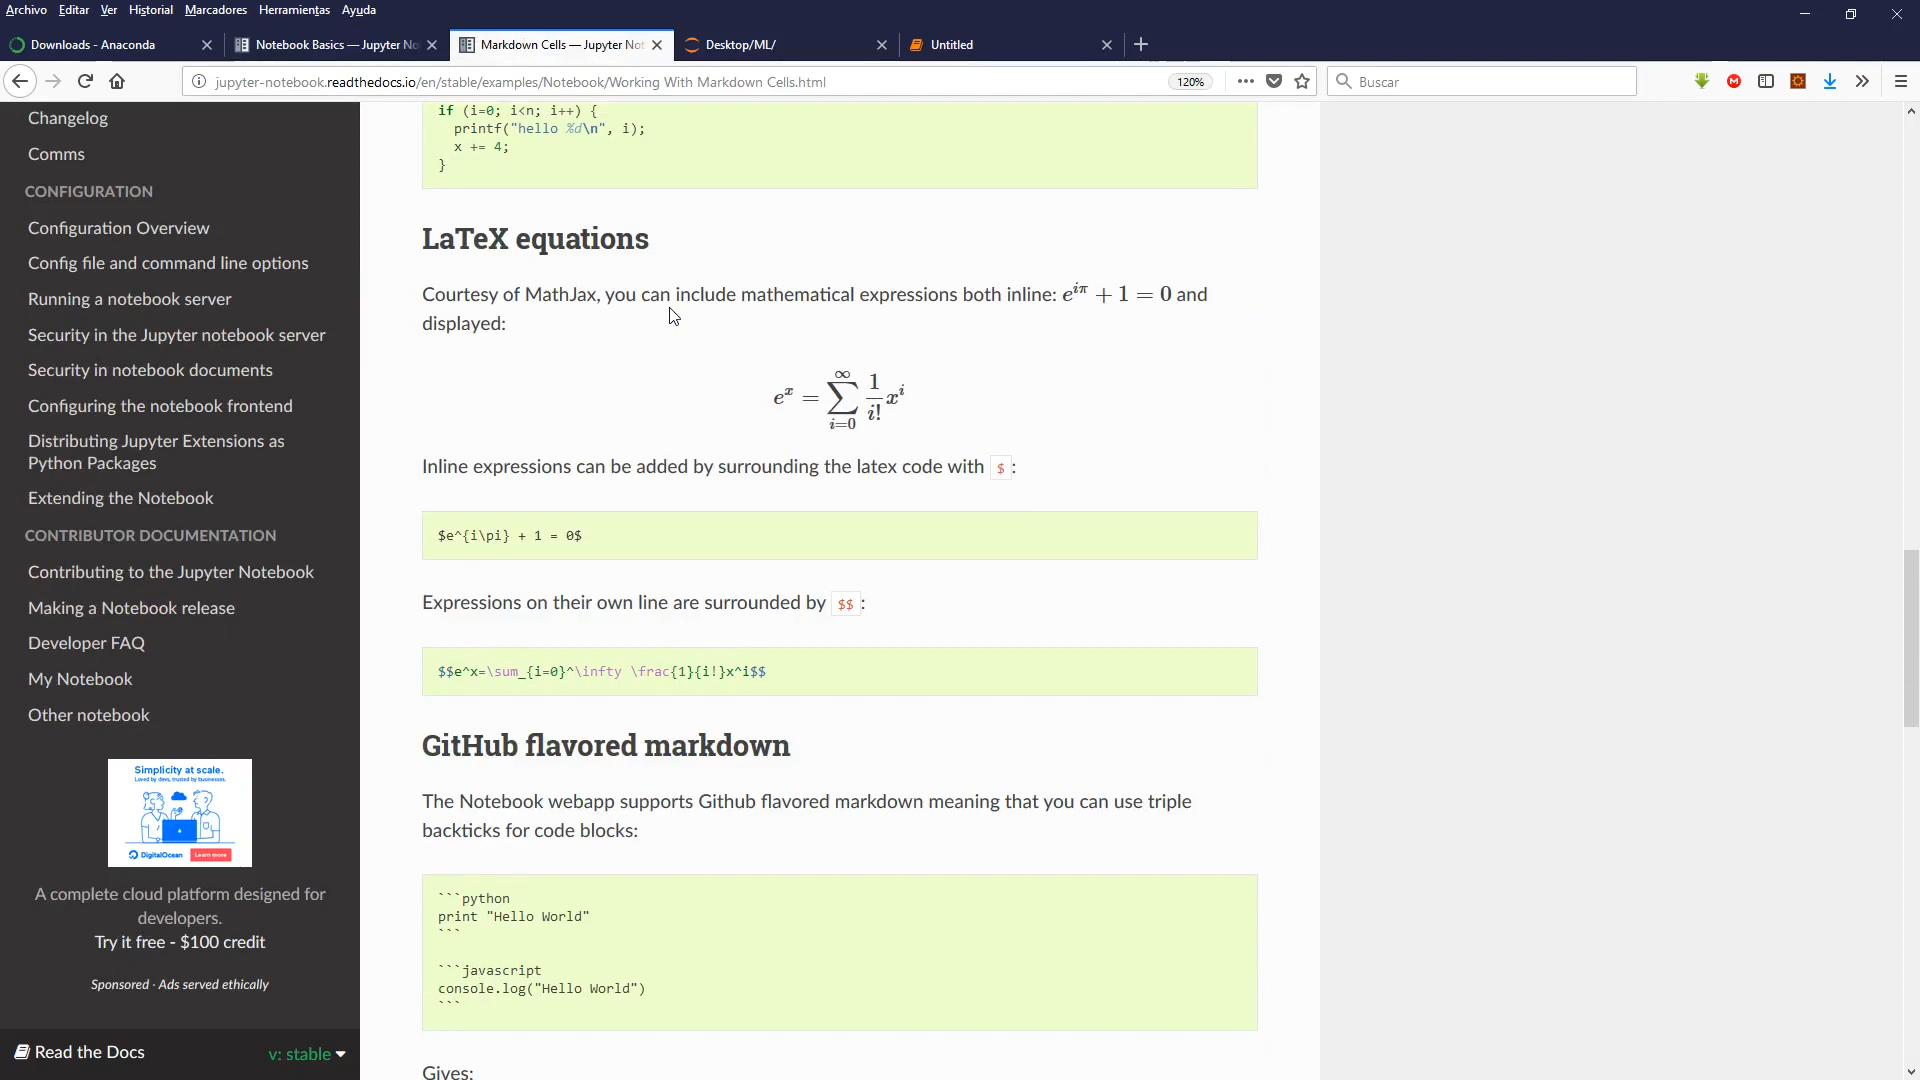 Archivo Editar Ver Historial Marcadores Herramientas Ayuda
Downloads - Anaconda
Notebook Basics — Jupyter No
Markdown Cells — Jupyter Not
Desktop/ML/
Untitled
jupyter-notebook.readthedocs.io/en/stable/examples/Notebook/Working With Markdown Cells.html
120%
Buscar
Changelog
Comms
CONFIGURATION
Configuration Overview
Config file and command line options
Running a notebook server
Security in the Jupyter notebook server
Security in notebook documents
Configuring the notebook frontend
Distributing Jupyter Extensions as
Python Packages
Extending the Notebook
CONTRIBUTOR DOCUMENTATION
Contributing to the Jupyter Notebook
Making a Notebook release
Developer FAQ
My Notebook
Other notebook
Simplicity at scale.
Loved by devs, trusted by businesses.
DigitalOcean
Learn more
A complete cloud platform designed for
developers.
Try it free - $100 credit
Sponsored · Ads served ethically
Read the Docs
v: stable
if (i=0; i<n; i++) {
printf("hello %d\n", i);
x += 4;
}
LaTeX equations
Courtesy of MathJax, you can include mathematical expressions both inline: e^{iπ} + 1 = 0 and
displayed:
e^x = ∑_{i=0}^{∞} \frac{1}{i!} x^i
Inline expressions can be added by surrounding the latex code with $:
$e^{i\pi} + 1 = 0$
Expressions on their own line are surrounded by $$:
$$e^x=\sum_{i=0}^\infty \frac{1}{i!}x^i$$
GitHub flavored markdown
The Notebook webapp supports Github flavored markdown meaning that you can use triple
backticks for code blocks:
```python
print "Hello World"
```
```javascript
console.log("Hello World")
```
Gives: